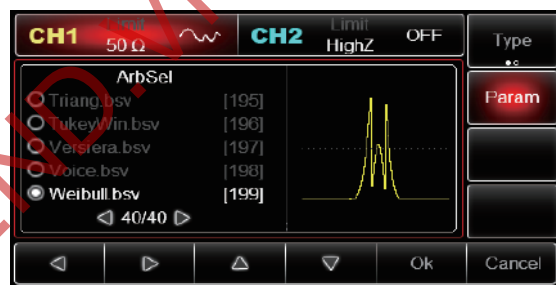 CH1 Limit 50 Ω CH2 Limit HighZ OFF
Type
ArbSel
Triang.bsv [195]
TukeyWin.bsv [196]
Versiera.bsv [197]
Voice.bsv [198]
Weibull.bsv [199]
40/40
Param
Ok
Cancel